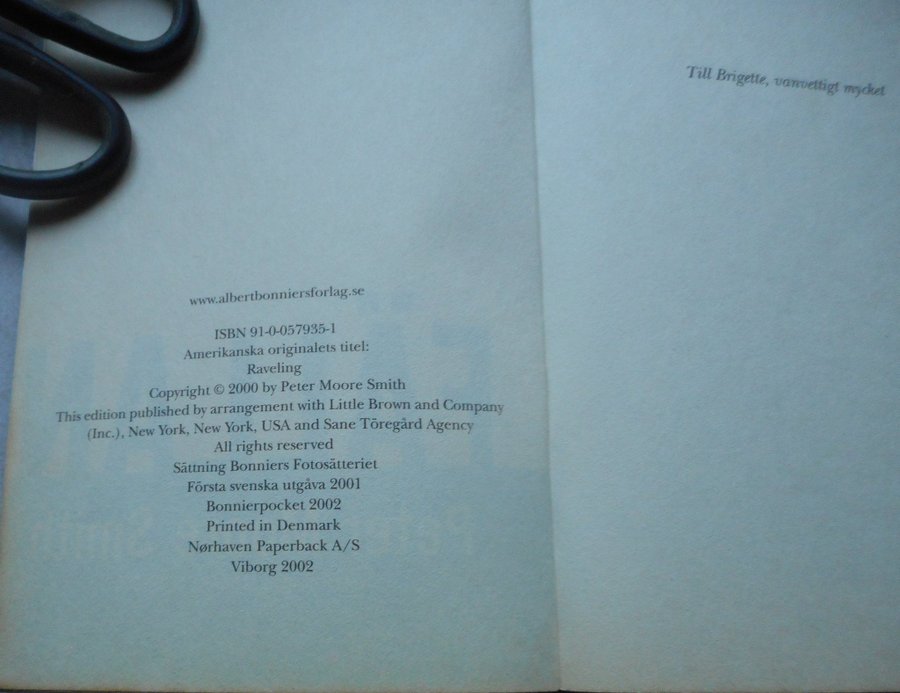 www.albertbonniersforlag.se
ISBN 91-0-057935-1
Amerikanska originalets titel:
Raveling
Copyright © 2000 by Peter Moore Smith
This edition published by arrangement with Little Brown and Company
(Inc.), New York, New York, USA and Sane Töregård Agency
All rights reserved
Sättning Bonniers Fotosätteriet
Första svenska utgåva 2001
Bonnierpocket 2002
Printed in Denmark
Nørhaven Paperback A/S
Viborg 2002
Till Brigette, vanvettigt mycket